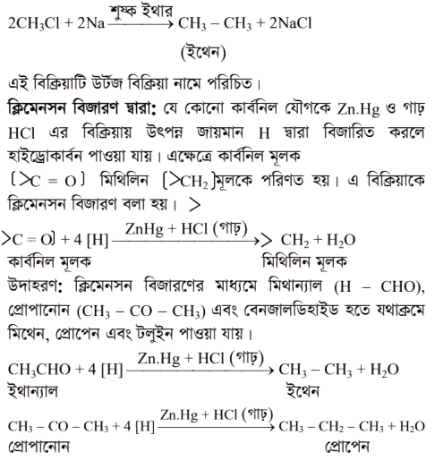 2CH₃Cl + 2Na শুষ্ক ইথার → CH₃ − CH₃ + 2NaCl
(ইথেন)
এই বিক্রিয়াটি উর্টজ বিক্রিয়া নামে পরিচিত।
ক্লিমেনসন বিজারণ দ্বারা: যে কোনো কার্বনিল যৌগকে Zn.Hg ও গাঢ়
HCl এর বিক্রিয়ায় উৎপন্ন জায়মান H দ্বারা বিজারিত করলে
হাইড্রোকার্বন পাওয়া যায়। এক্ষেত্রে কার্বনিল মূলক
(>C = O) মিথিলিন (>CH₂)মূলকে পরিণত হয়। এ বিক্রিয়াকে
ক্লিমেনসন বিজারণ বলা হয়। >
>C = O) + 4 [H] ZnHg + HCl (গাঢ়) → > CH₂ + H₂O
কার্বনিল মূলক মিথিলিন মূলক
উদাহরণ: ক্লিমেনসন বিজারণের মাধ্যমে মিথান্যাল (H − CHO),
প্রোপানোন (CH₃ − CO − CH₃) এবং বেনজালডিহাইড হতে যথাক্রমে
মিথেন, প্রোপেন এবং টলুইন পাওয়া যায়।
CH₃CHO + 4 [H] Zn.Hg + HCl (গাঢ়) → CH₃ − CH₃ + H₂O
ইথান্যাল ইথেন
CH₃ − CO − CH₃ + 4 [H] Zn.Hg + HCl (গাঢ়) → CH₃ − CH₂ − CH₃ + H₂O
প্রোপানোন প্রোপেন